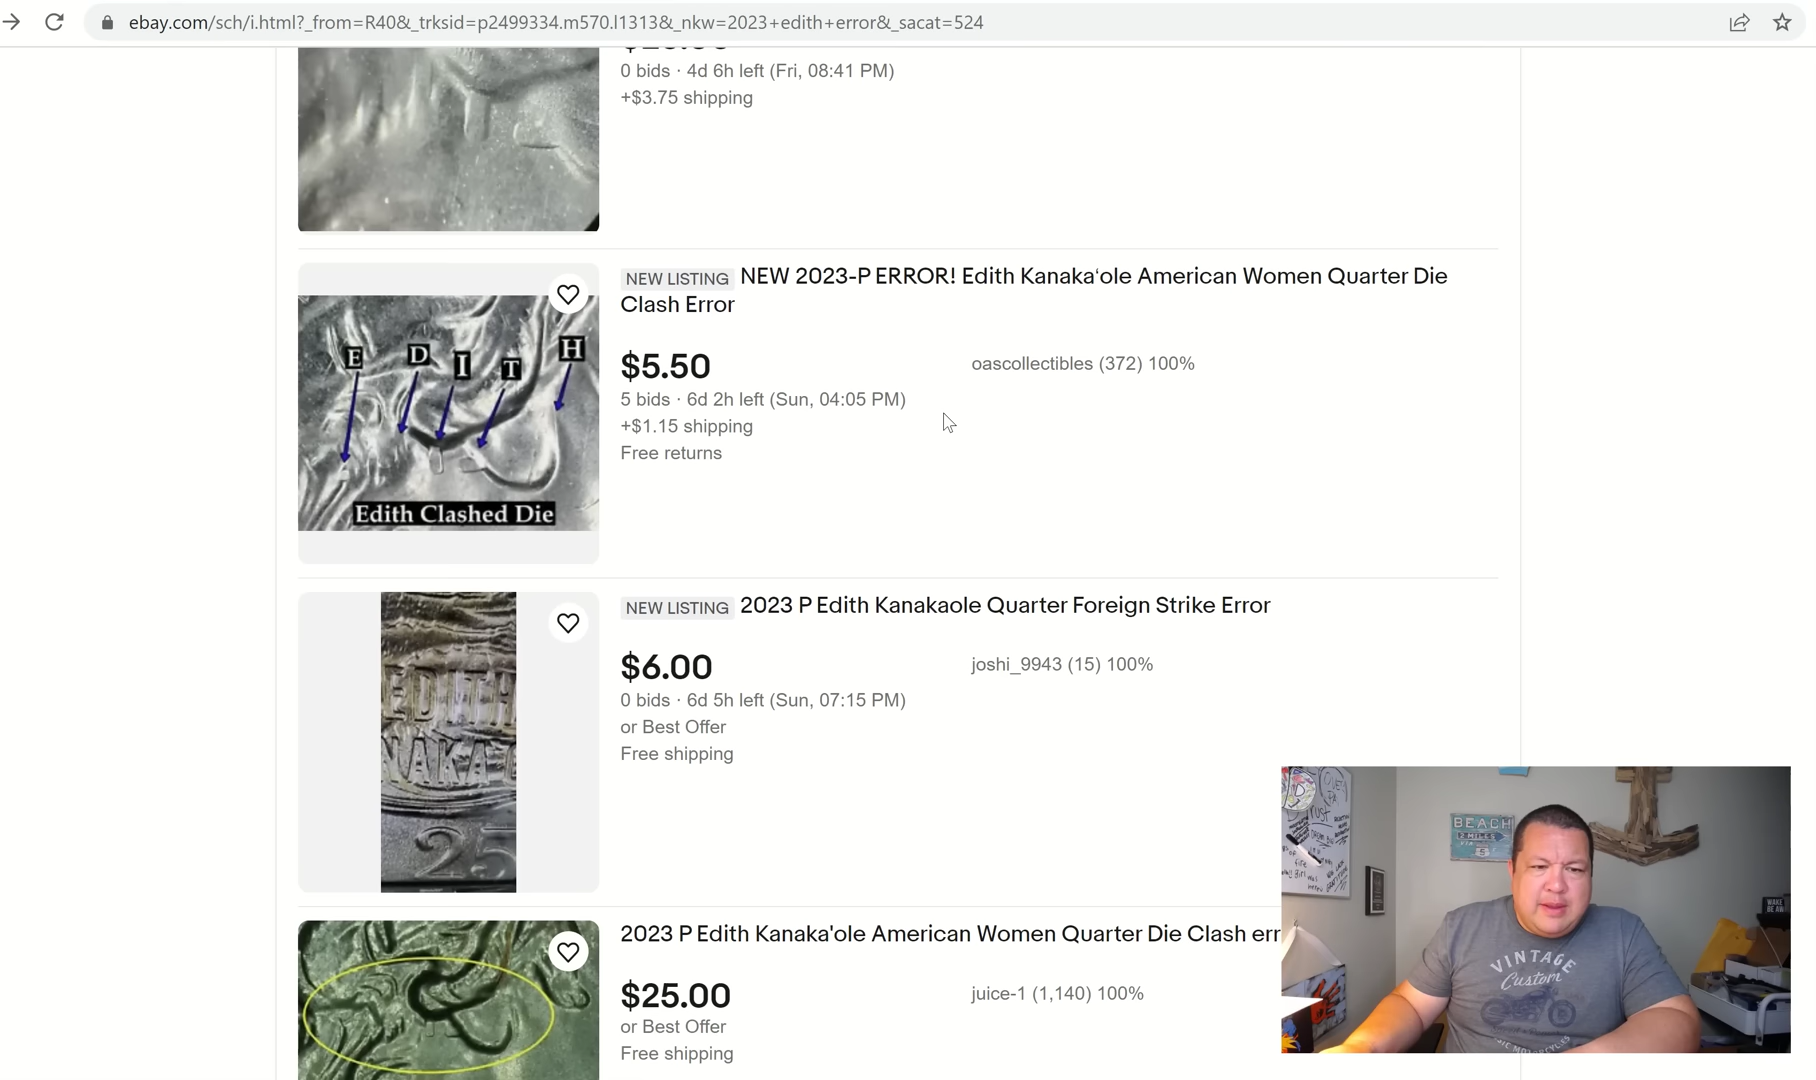 ebay.com/sch/i.html?_from=R40&_trksid=p2499334.m570.l1313&_nkw=2023+edith+error&_sacat=524
0 bids · 4d 6h left (Fri, 08:41 PM)
+$3.75 shipping
NEW LISTING NEW 2023-P ERROR! Edith Kanakaʻole American Women Quarter Die
Clash Error
$5.50
oascollectibles (372) 100%
5 bids · 6d 2h left (Sun, 04:05 PM)
+$1.15 shipping
Free returns
E D I T H
Edith Clashed Die
NEW LISTING 2023 P Edith Kanakaole Quarter Foreign Strike Error
$6.00
joshi_9943 (15) 100%
0 bids · 6d 5h left (Sun, 07:15 PM)
or Best Offer
Free shipping
EDITH
NAKA
25
2023 P Edith Kanaka'ole American Women Quarter Die Clash err
$25.00
juice-1 (1,140) 100%
or Best Offer
Free shipping
BEACH
2 MILES
VINTAGE
Custom